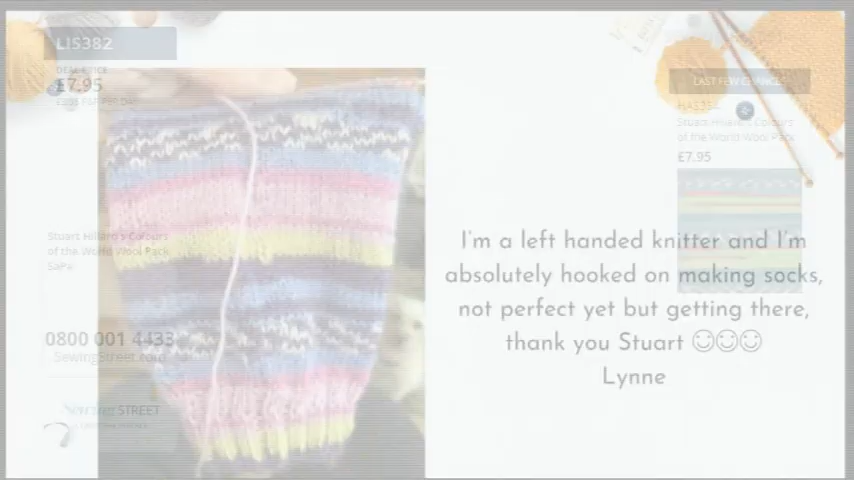 LIS382
£7.95
Stuart Hillard's Colours
of the World Wool Pack
0800 001 4433
SewingStreet.com
STREET
LAST FEW CHANCES
Stuart Hillard's Colours
of the World Wool Pack
£7.95
I'm a left handed knitter and I'm
absolutely hooked on making socks,
not perfect yet but getting there,
thank you Stuart ☺☺☺
Lynne